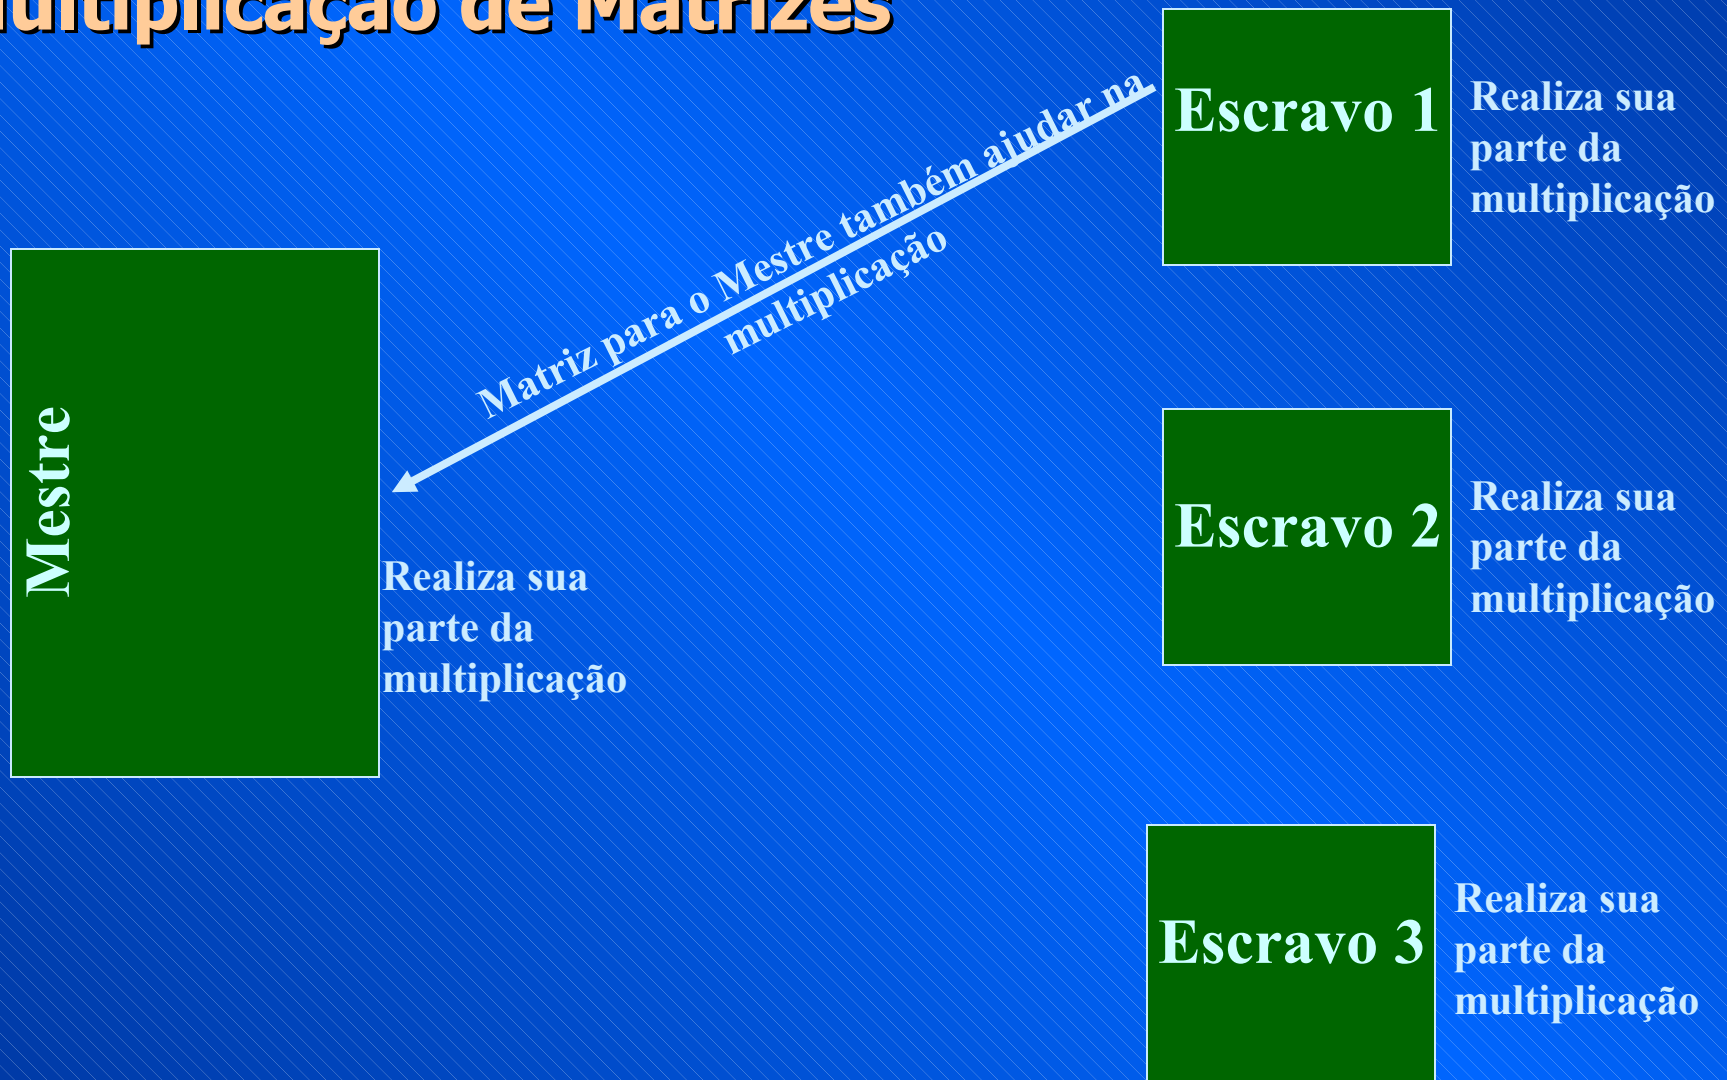 ultiplicação de Matrizes
Escravo 1
Realiza sua
parte da
multiplicação
Matriz para o Mestre também ajudar na
multiplicação
Mestre
Realiza sua
parte da
multiplicação
Escravo 2
Realiza sua
parte da
multiplicação
Escravo 3
Realiza sua
parte da
multiplicação